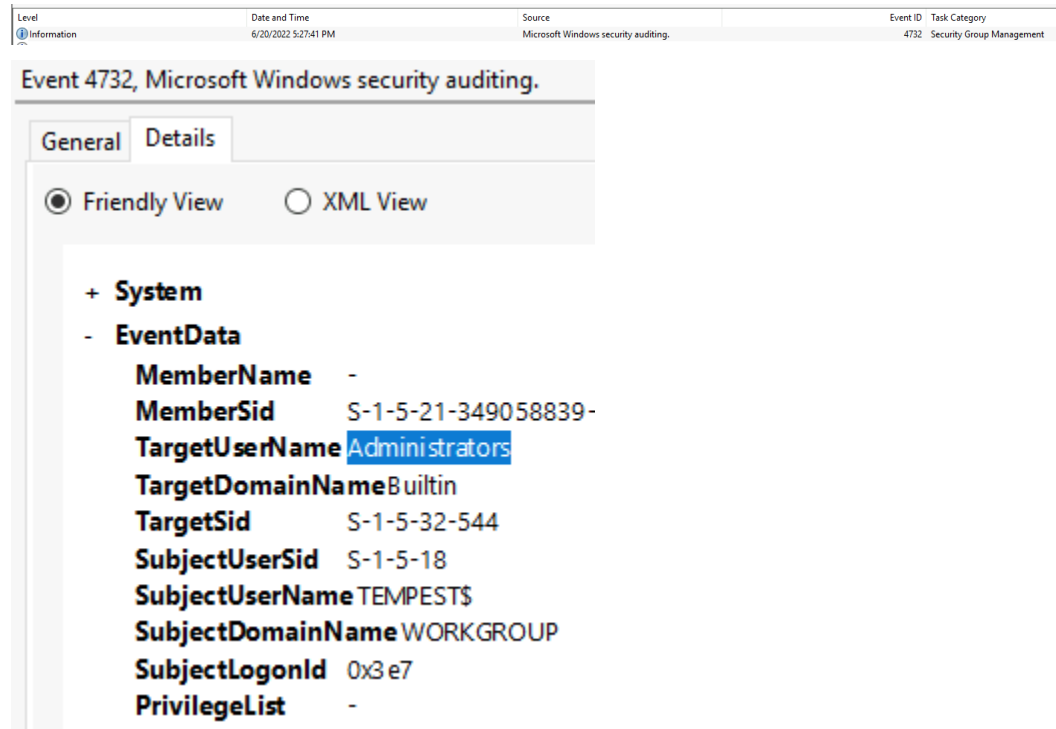 Level Date and Time Source Event ID Task Category
Information 6/20/2022 5:27:41 PM Microsoft Windows security auditing. 4732 Security Group Management
Event 4732, Microsoft Windows security auditing.
General Details
Friendly View XML View
+ System
- EventData
MemberName -
MemberSid S-1-5-21-349058839-
TargetUserName Administrators
TargetDomainName Builtin
TargetSid S-1-5-32-544
SubjectUserSid S-1-5-18
SubjectUserName TEMPEST$
SubjectDomainName WORKGROUP
SubjectLogonId 0x3e7
PrivilegeList -